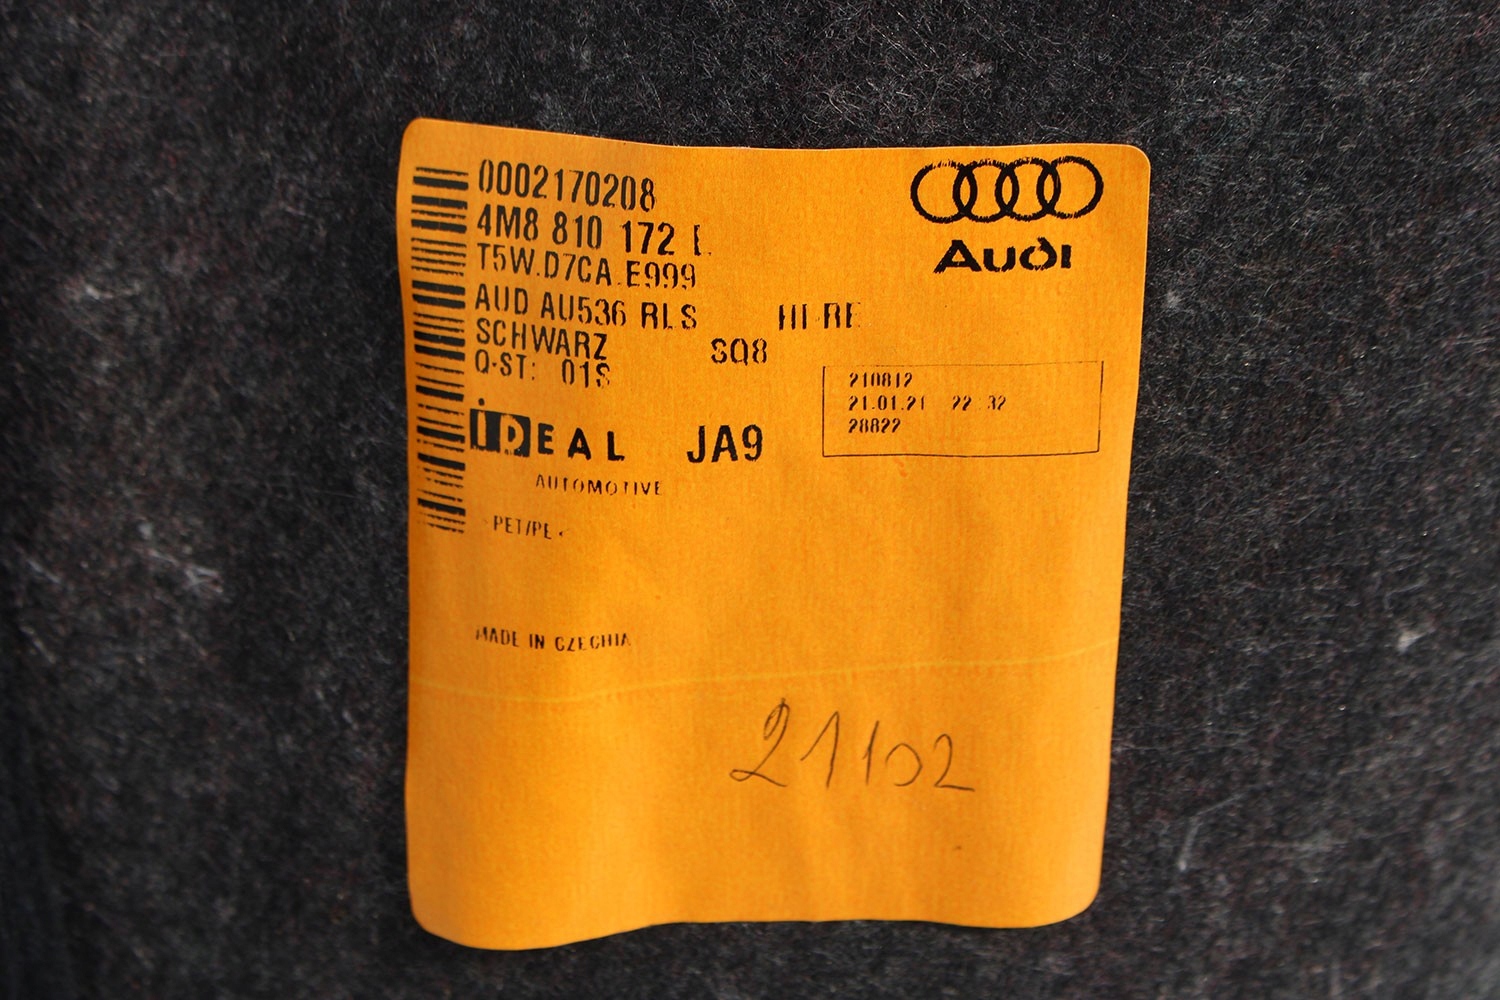 0002170208
4M8 810 172
T5W.D7CA.E999
AUD AU536 RLS HI-RE
SCHWARZ SQ8
Q-ST: 01S
Audi
210812
21.01.21 22:32
28822
iDEAL JA9
AUTOMOTIVE
PET/PE<
MADE IN CZECHIA
21102